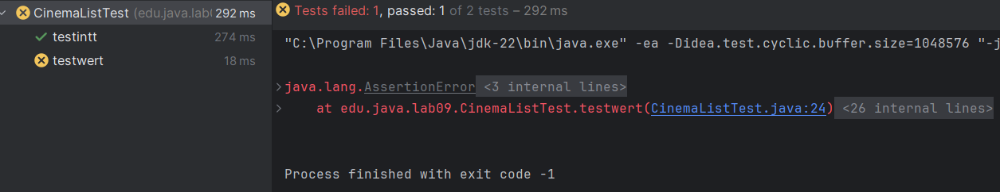 CinemaListTest (edu.java.lab 292 ms
testintt 274 ms
testwert 18 ms
Tests failed: 1, passed: 1 of 2 tests – 292 ms
"C:\Program Files\Java\jdk-22\bin\java.exe" -ea -Didea.test.cyclic.buffer.size=1048576 "-j
java.lang.AssertionError <3 internal lines>
at edu.java.lab09.CinemaListTest.testwert(CinemaListTest.java:24) <26 internal lines>
Process finished with exit code -1